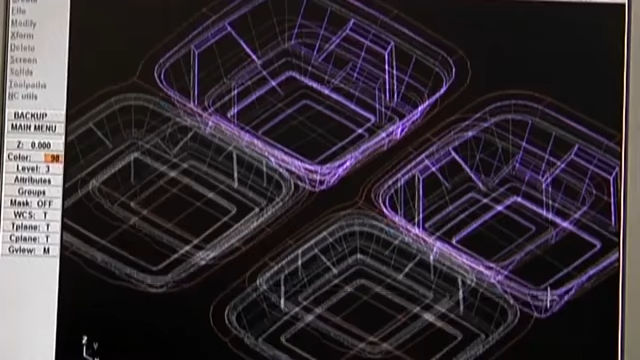 Create
File
Modify
Xform
Delete
Screen
Solids
Toolpaths
NC utils
BACKUP
MAIN MENU
Z: 0.000
Color: 98
Level: 3
Attributes
Groups
Mask: OFF
WCS: T
Tplane: T
Cplane: T
Gview: M
Z
Y